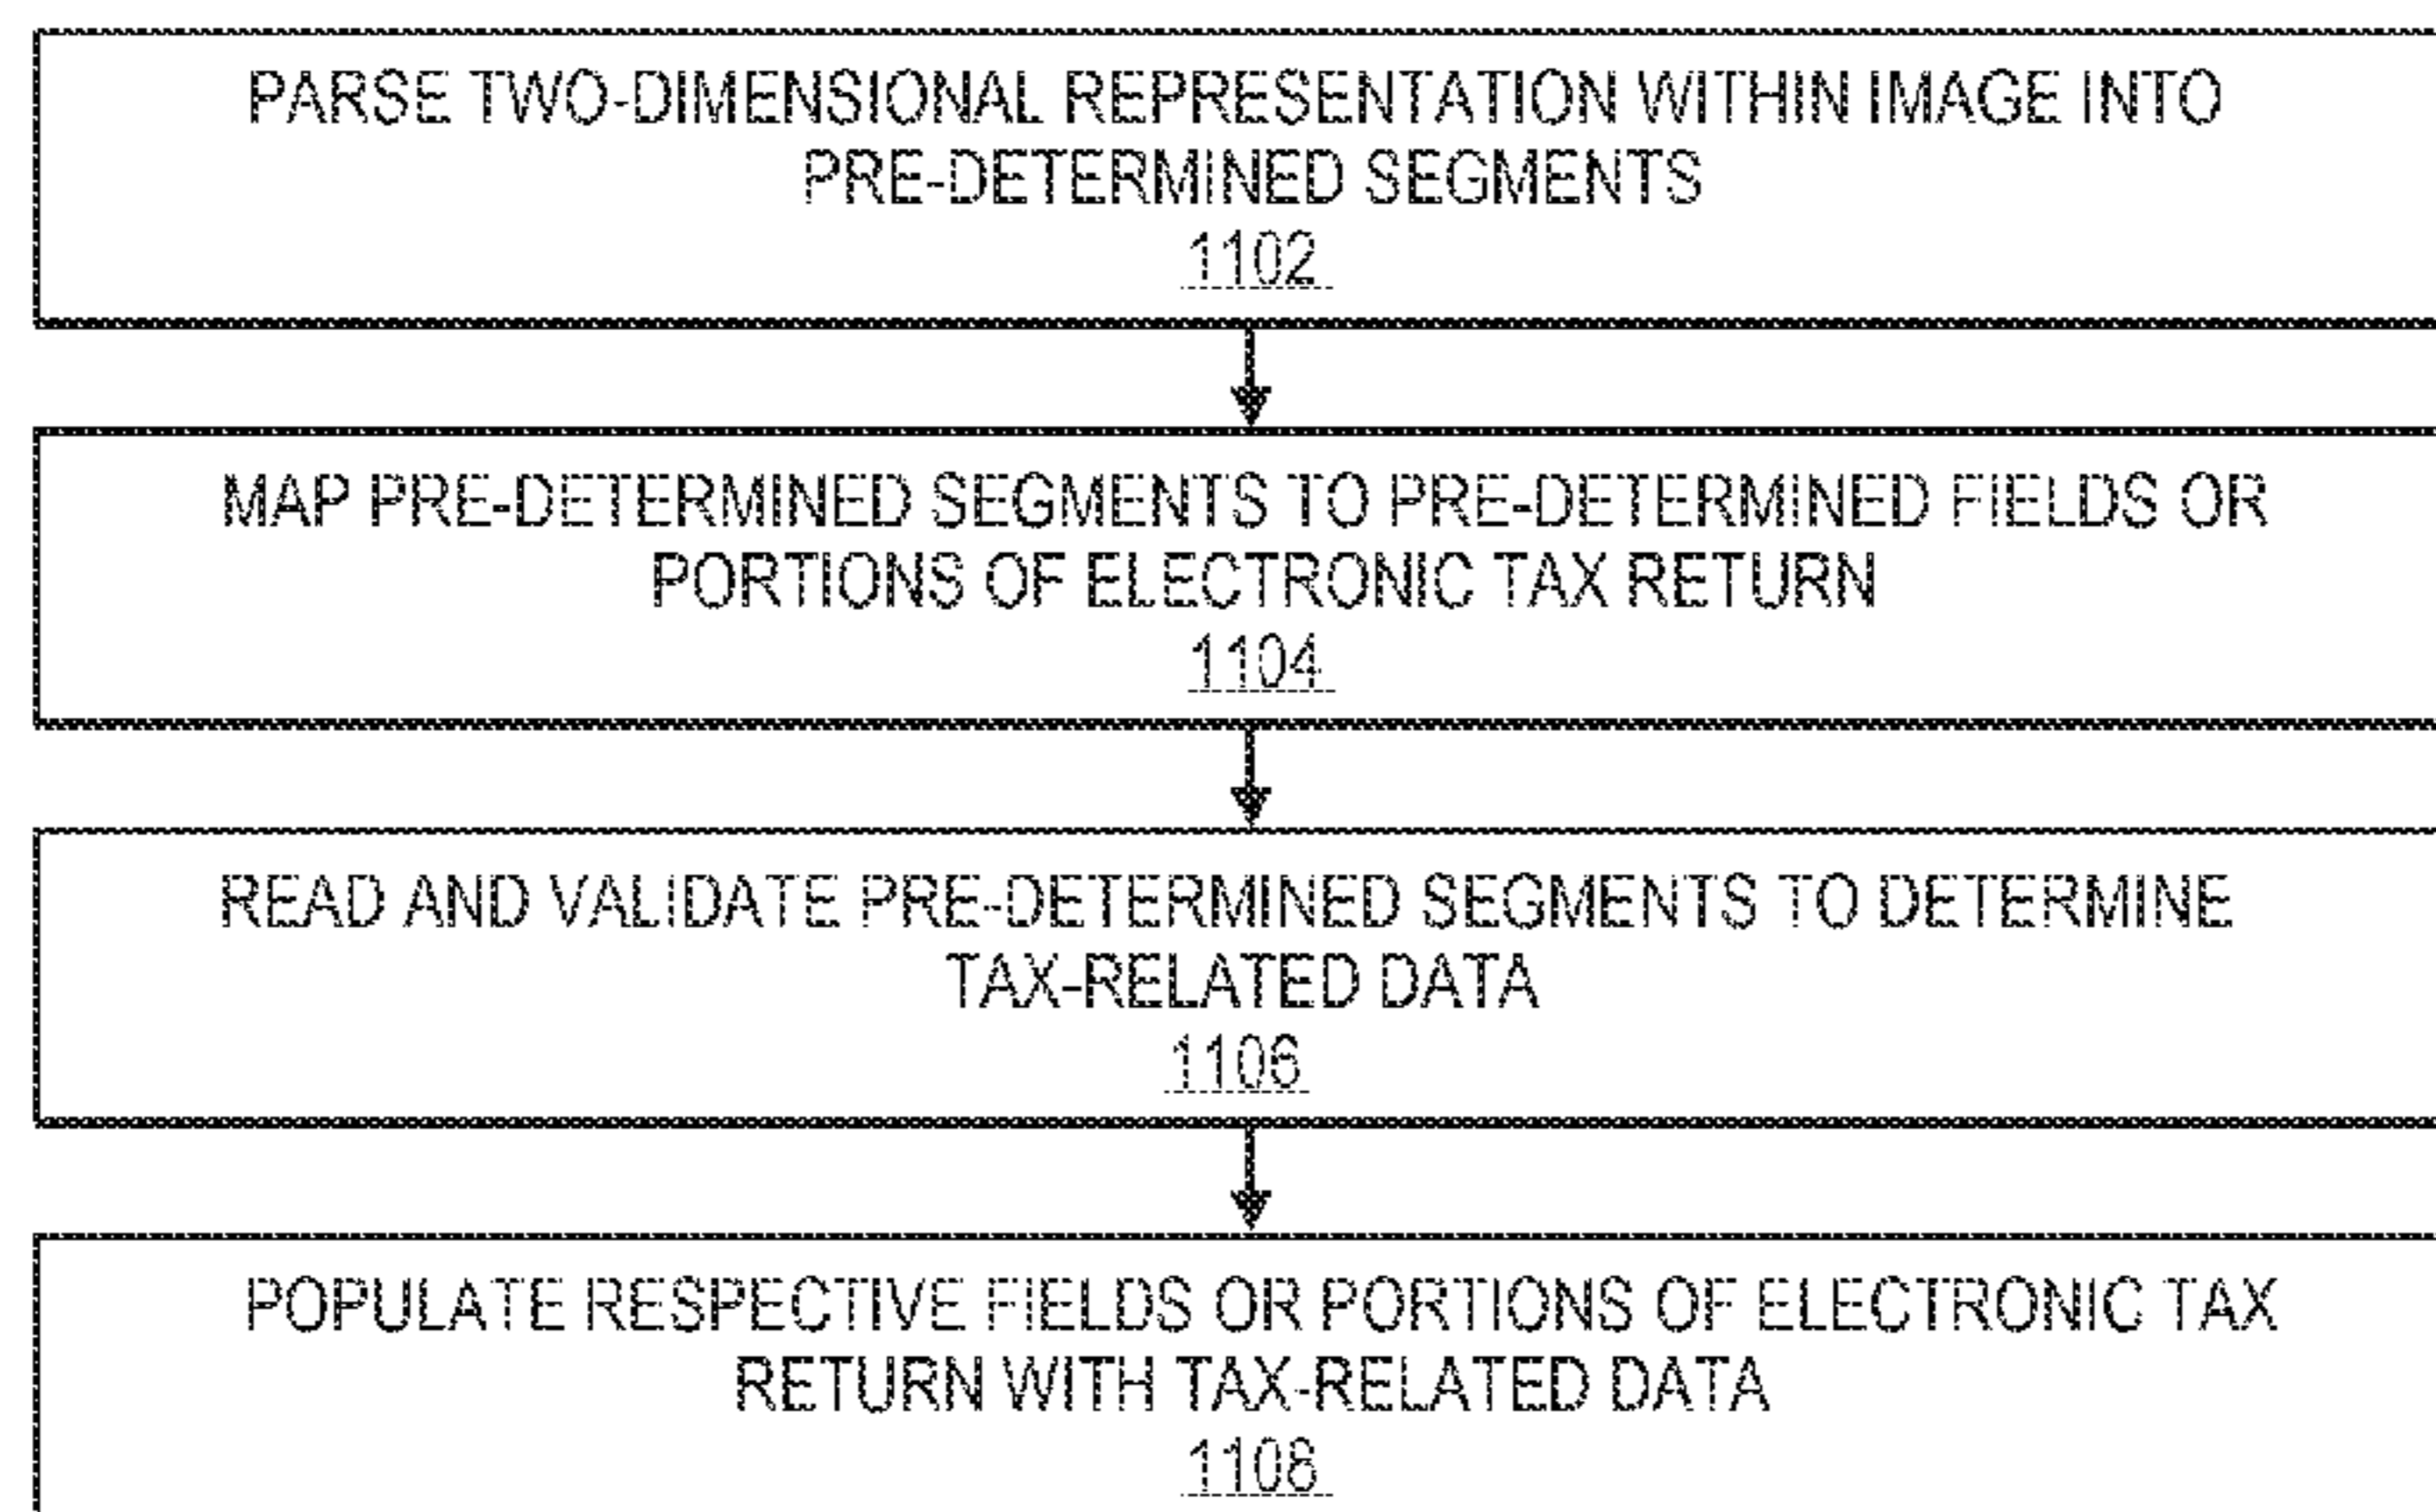 PARSE TWO-DIMENSIONAL REPRESENTATION WITHIN IMAGE INTO
PRE-DETERMINED SEGMENTS
1102
MAP PRE-DETERMINED SEGMENTS TO PRE-DETERMINED FIELDS OR
PORTIONS OF ELECTRONIC TAX RETURN
1104
READ AND VALIDATE PRE-DETERMINED SEGMENTS TO DETERMINE
TAX-RELATED DATA
1106
POPULATE RESPECTIVE FIELDS OR PORTIONS OF ELECTRONIC TAX
RETURN WITH TAX-RELATED DATA
1108